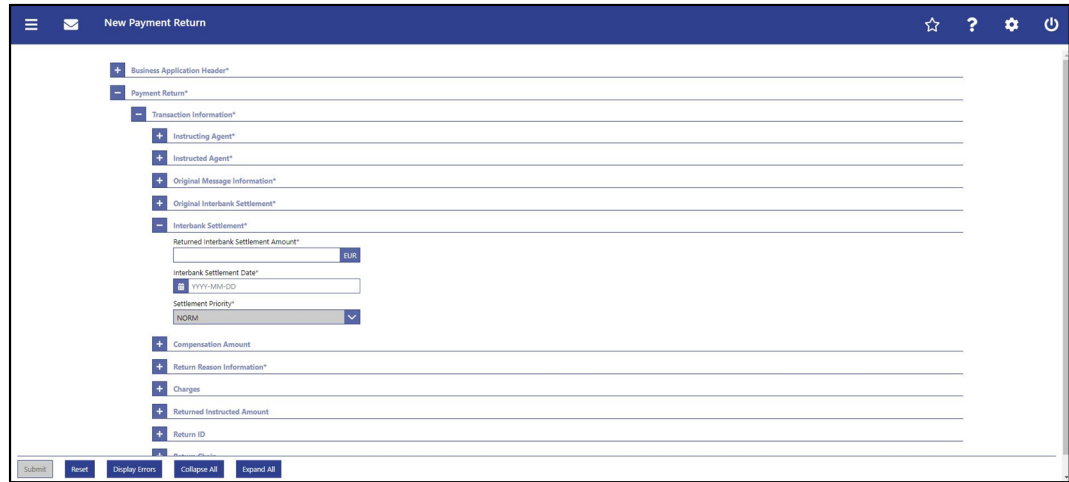 New Payment Return
Business Application Header*
Payment Return*
Transaction Information*
Instructing Agent*
Instructed Agent*
Original Message Information*
Original Interbank Settlement*
Interbank Settlement*
Returned Interbank Settlement Amount*
EUR
Interbank Settlement Date*
YYYY-MM-DD
Settlement Priority*
NORM
Compensation Amount
Return Reason Information*
Charges
Returned Instructed Amount
Return ID
Return Chain
Submit Reset Display Errors Collapse All Expand All